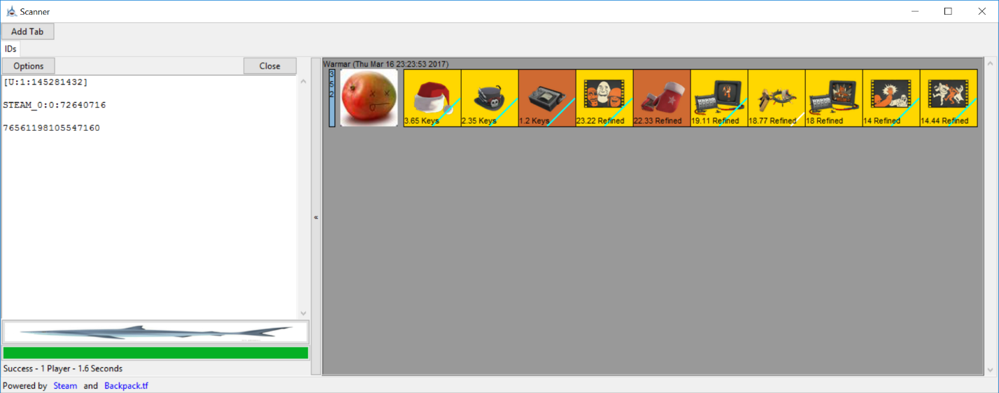 Scanner
Add Tab
IDs
Options
Close
[U:1:145281432]
STEAM_0:0:72640716
76561198105547160
Success - 1 Player - 1.6 Seconds
Powered by Steam and Backpack.tf
«
Warmar (Thu Mar 16 23:23:53 2017)
3
5
2
3.65 Keys
2.35 Keys
1.2 Keys
23.22 Refined
22.33 Refined
19.11 Refined
18.77 Refined
18 Refined
14 Refined
14.44 Refined